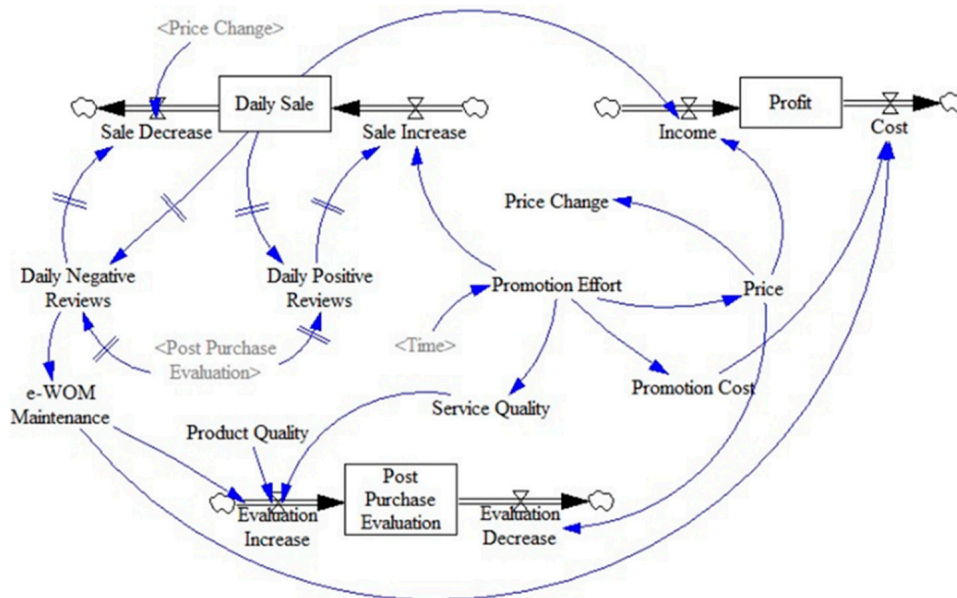 <Price Change>
Daily Sale
Profit
Sale Decrease
Sale Increase
Income
Cost
Price Change
Daily Negative
Reviews
Daily Positive
Reviews
Promotion Effort
Price
<Post Purchase
Evaluation>
<Time>
e-WOM
Maintenance
Promotion Cost
Service Quality
Product Quality
Post
Purchase
Evaluation
Evaluation
Increase
Evaluation
Decrease